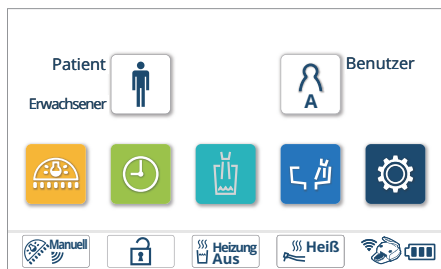 Patient
Benutzer
Erwachsener
A
Manuell
Heizung
Aus
Heiß